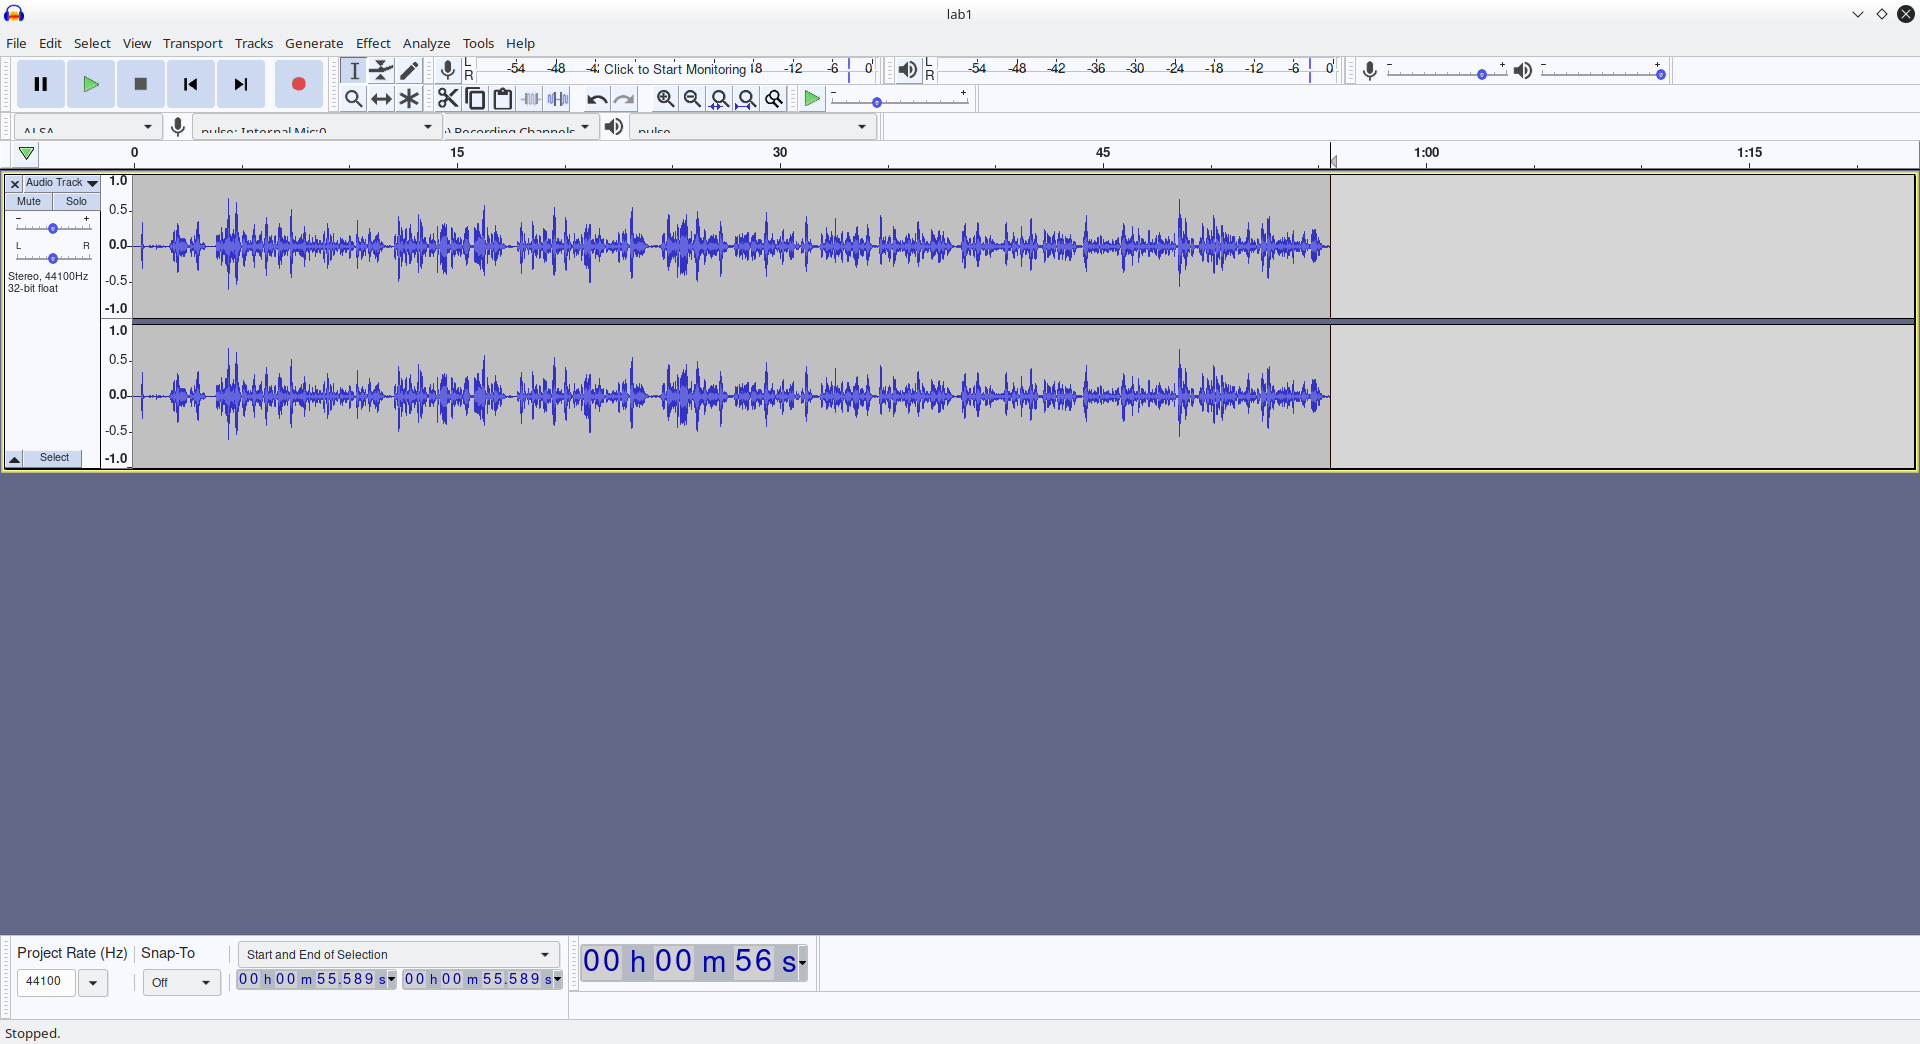 lab1
File Edit Select View Transport Tracks Generate Effect Analyze Tools Help
L R -54 -48 -42 Click to Start Monitoring 18 -12 -6 0
L R -54 -48 -42 -36 -30 -24 -18 -12 -6 0
- + - +
- +
ALSA pulse: Internal Mic:0 Recording Channels pulse
0 15 30 45 1:00 1:15
Audio Track
Mute Solo
- +
L R
Stereo, 44100Hz
32-bit float
Select
1.0
0.5
0.0
-0.5
-1.0
1.0
0.5
0.0
-0.5
-1.0
Project Rate (Hz) Snap-To Start and End of Selection
44100 Off 00 h 00 m 55.589 s 00 h 00 m 55.589 s
00 h 00 m 56 s
Stopped.